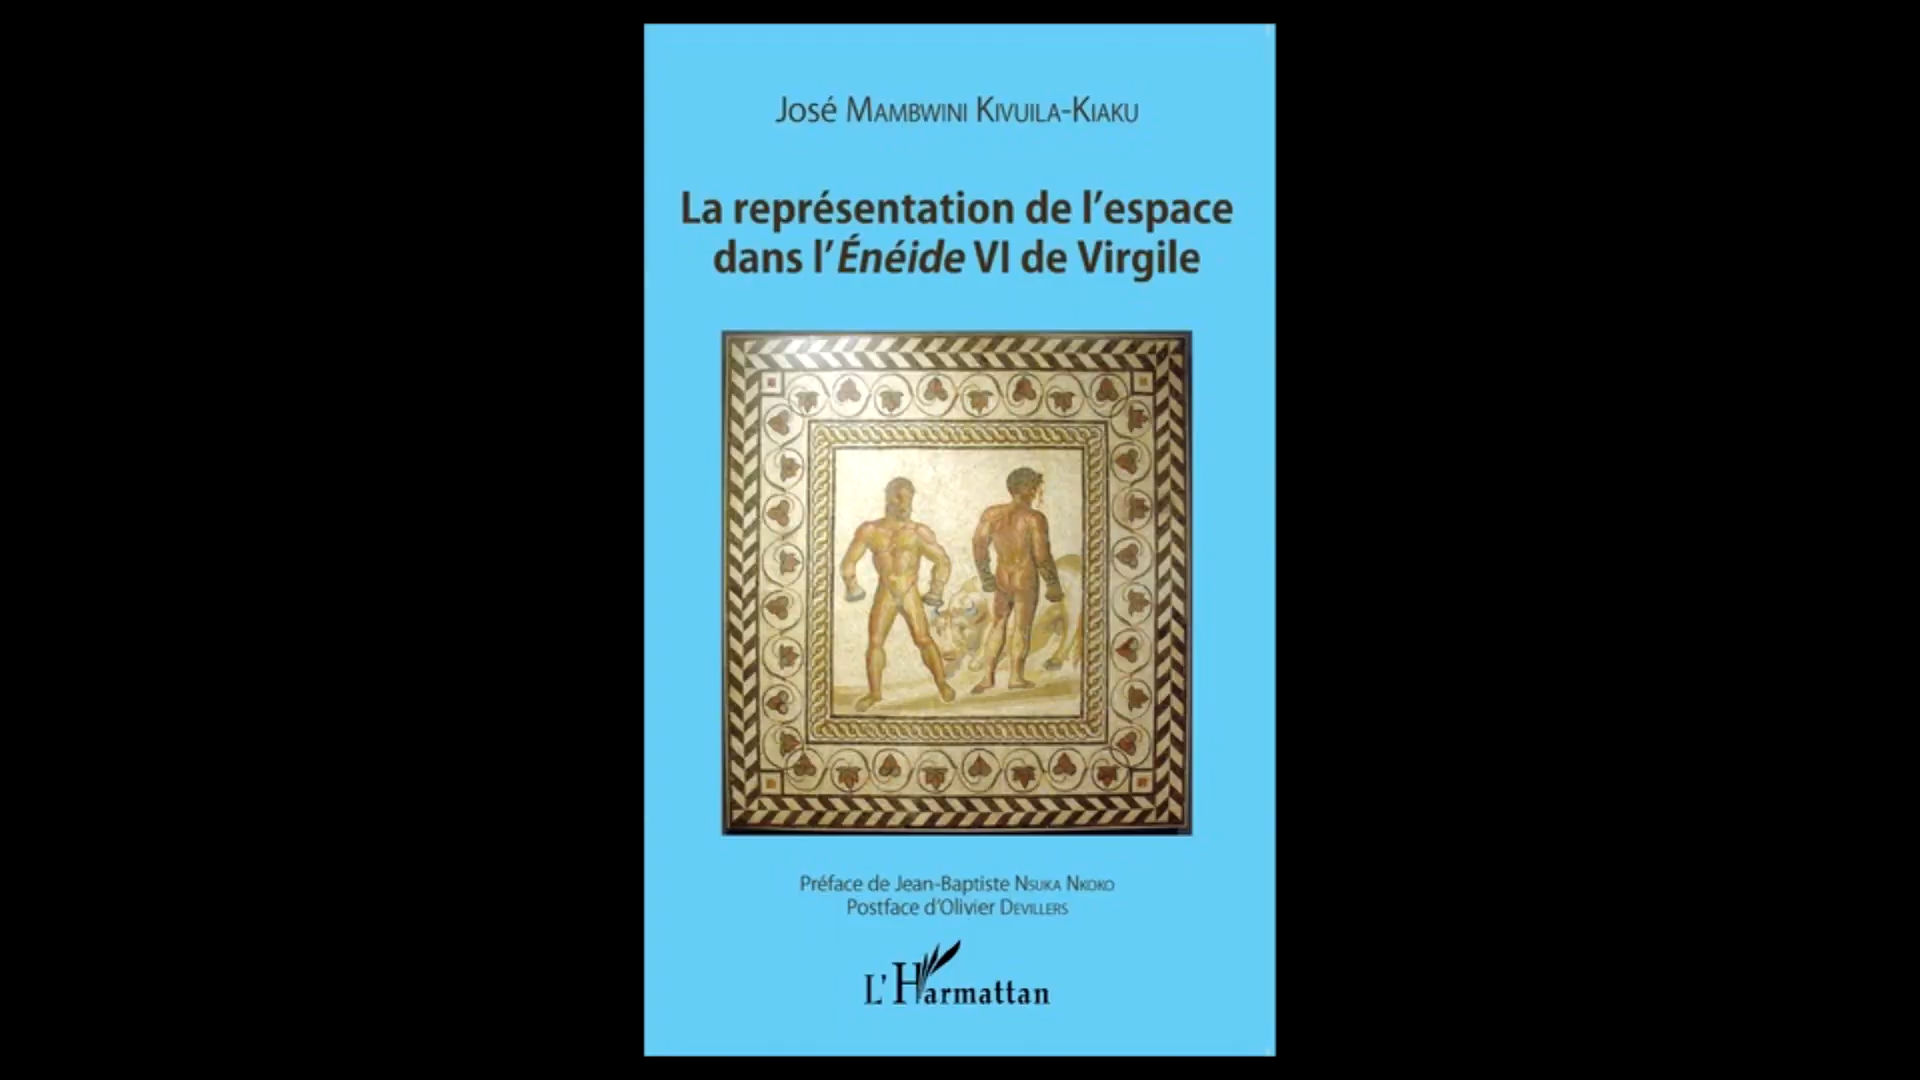 José MAMBWINI KIVUILA-KIAKU
La représentation de l’espace
dans l’Énéide VI de Virgile
Préface de Jean-Baptiste NSUKA NKOKO
Postface d’Olivier DEVILLERS
L’Harmattan